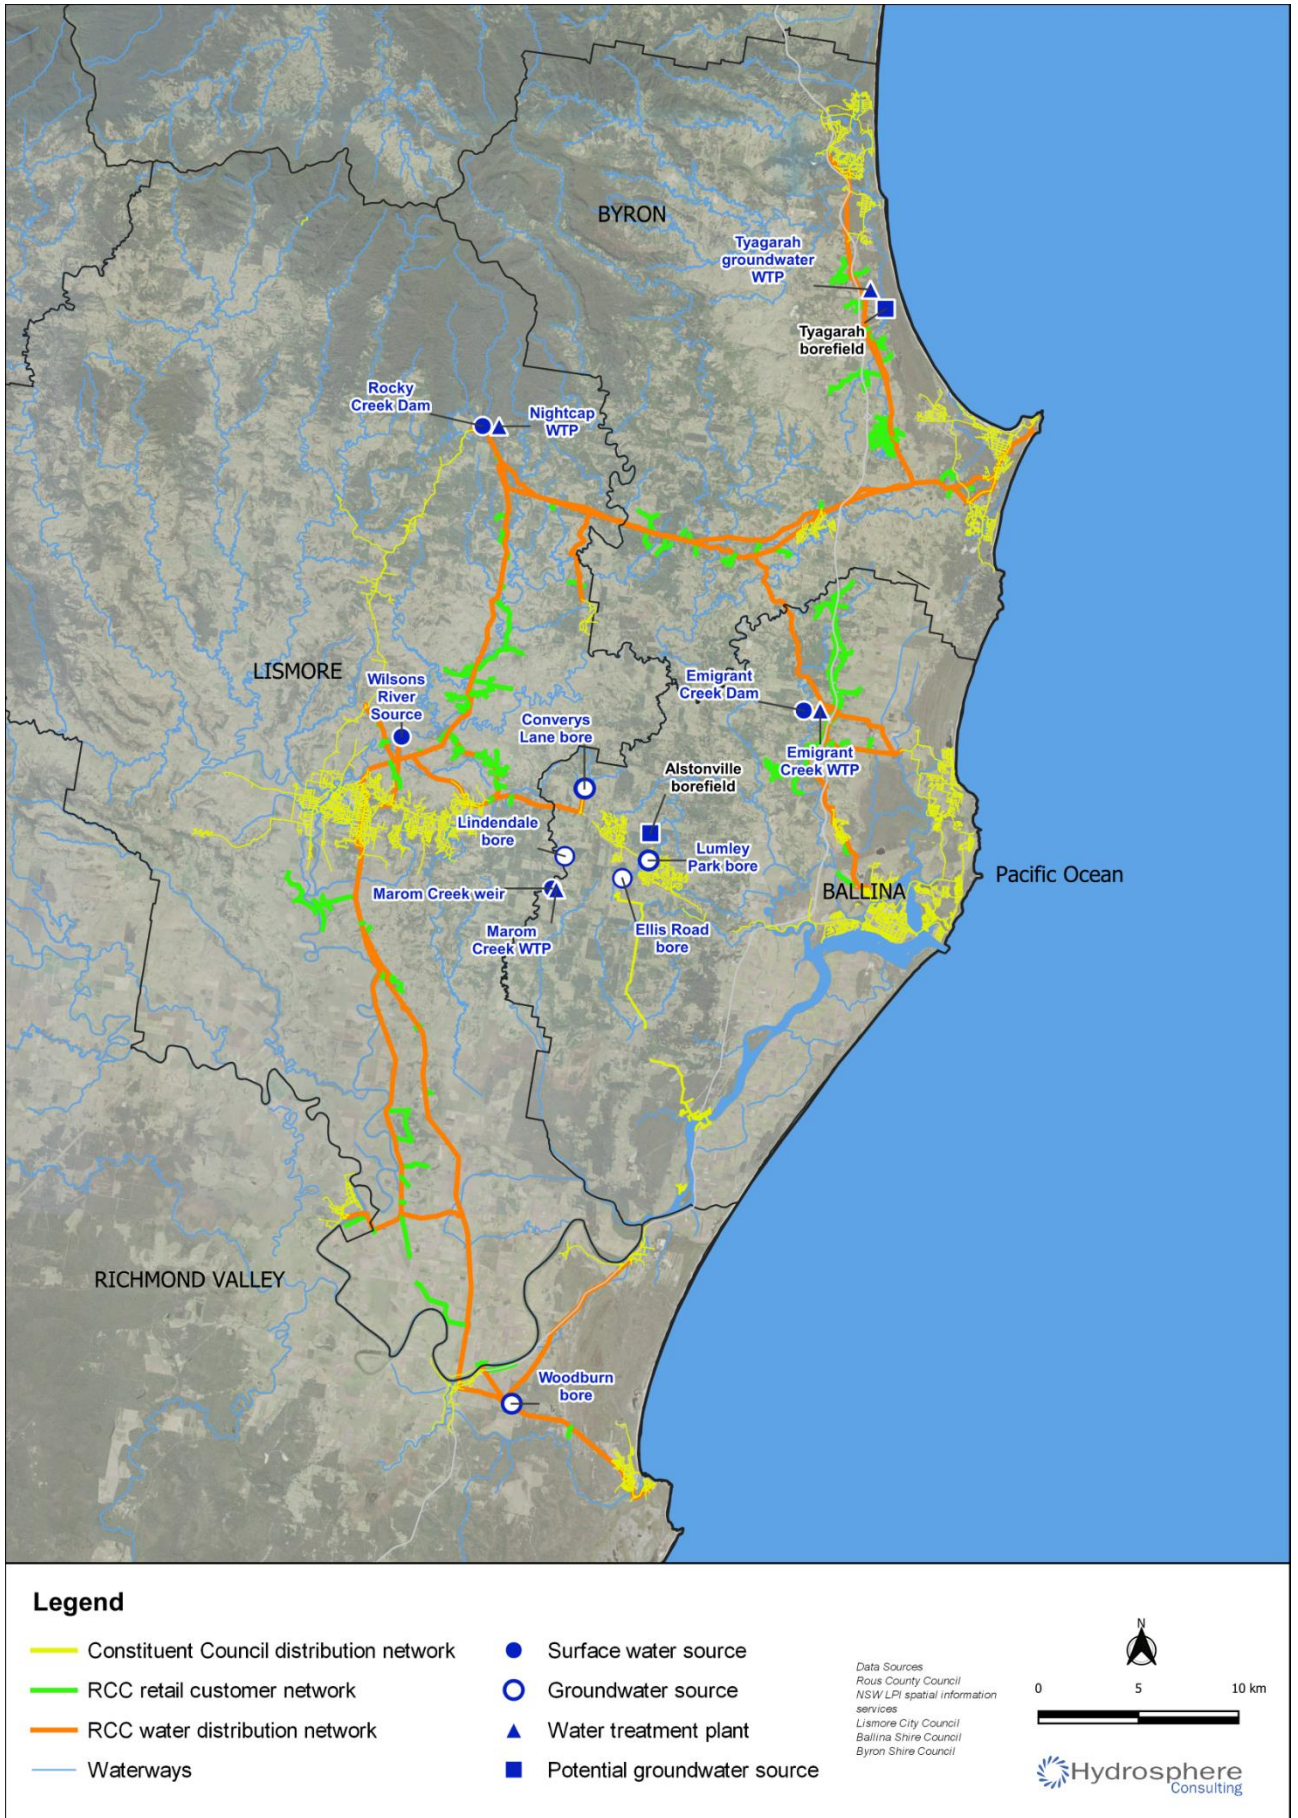 BYRON
Tyagarah
groundwater
WTP
Tyagarah
borefield
Rocky
Creek Dam
Nightcap
WTP
LISMORE
Wilsons
River
Source
Converys
Lane bore
Emigrant
Creek Dam
Emigrant
Creek WTP
Alstonville
borefield
Lindendale
bore
Lumley
Park bore
Marom Creek weir
BALLINA
Pacific Ocean
Marom
Creek WTP
Ellis Road
bore
RICHMOND VALLEY
Woodburn
bore
Legend
Constituent Council distribution network
RCC retail customer network
RCC water distribution network
Waterways
Surface water source
Groundwater source
Water treatment plant
Potential groundwater source
Data Sources
Rous County Council
NSW LPI spatial information
services
Lismore City Council
Ballina Shire Council
Byron Shire Council
N
0 5 10 km
Hydrosphere
Consulting